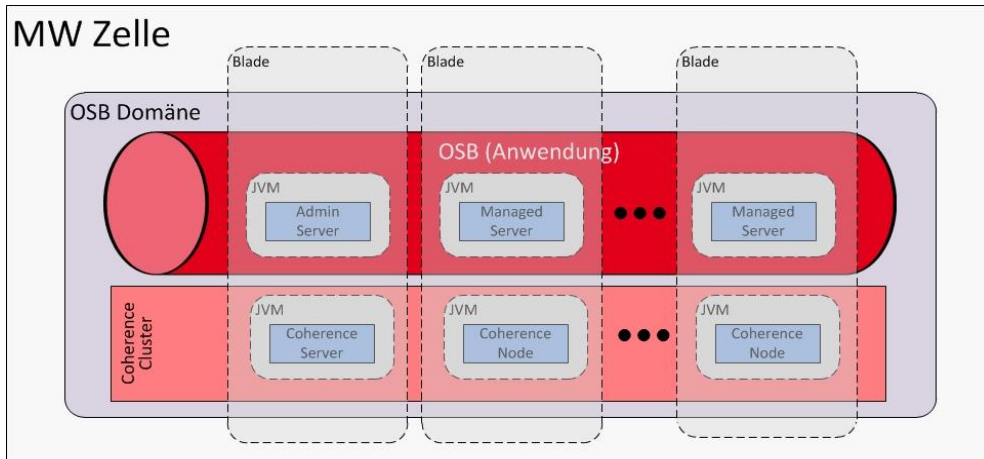 MW Zelle
Blade
Blade
Blade
OSB Domäne
OSB (Anwendung)
JVM
Admin
Server
JVM
Managed
Server
JVM
Managed
Server
Coherence
Cluster
JVM
Coherence
Server
JVM
Coherence
Node
JVM
Coherence
Node